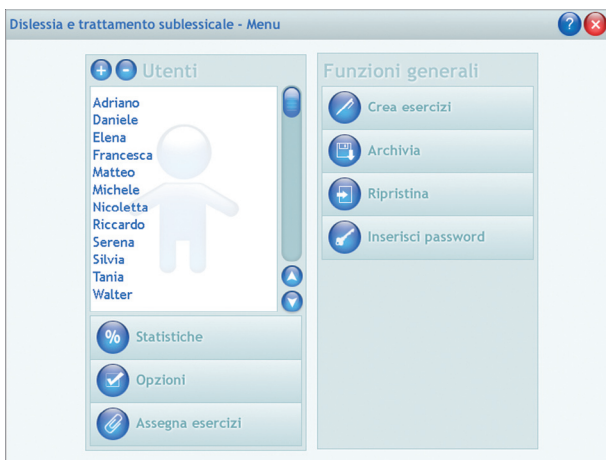 Dislessia e trattamento sublessicale - Menu
?
+ - Utenti
Adriano
Daniele
Elena
Francesca
Matteo
Michele
Nicoletta
Riccardo
Serena
Silvia
Tania
Walter
% Statistiche
Opzioni
Assegna esercizi
Funzioni generali
Crea esercizi
Archivia
Ripristina
Inserisci password